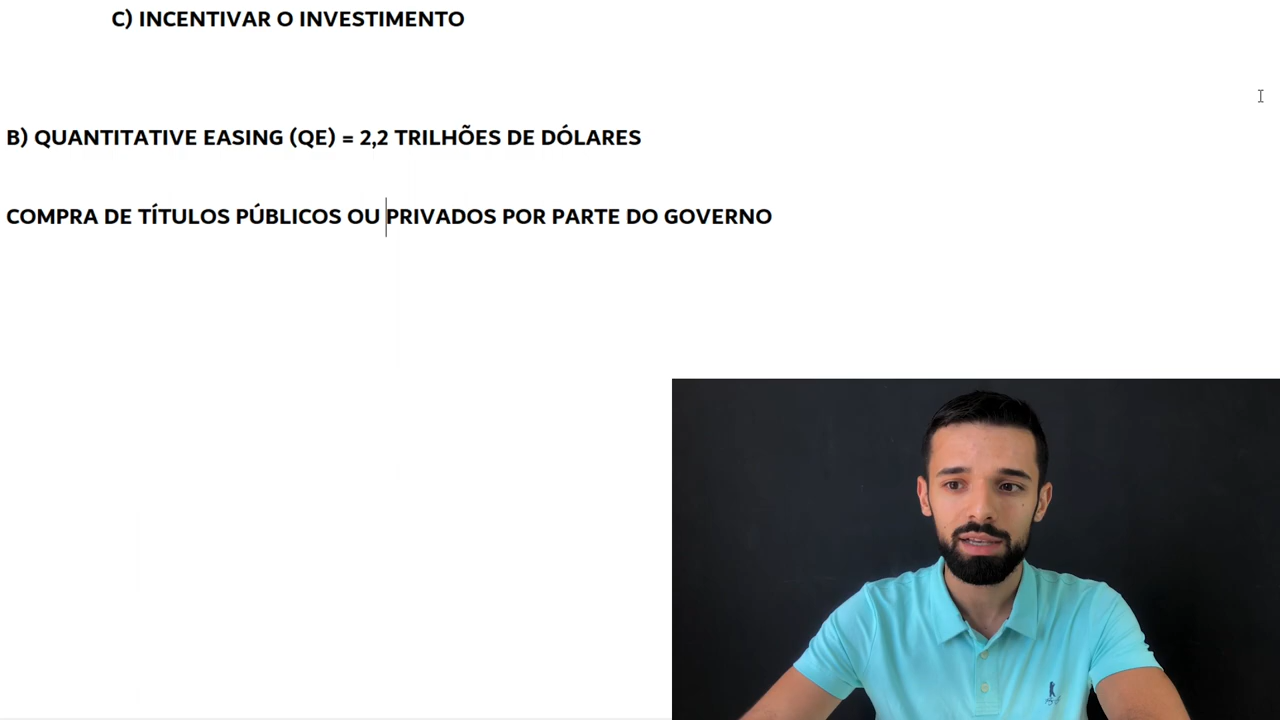 C) INCENTIVAR O INVESTIMENTO
B) QUANTITATIVE EASING (QE) = 2,2 TRILHÕES DE DÓLARES
COMPRA DE TÍTULOS PÚBLICOS OU PRIVADOS POR PARTE DO GOVERNO